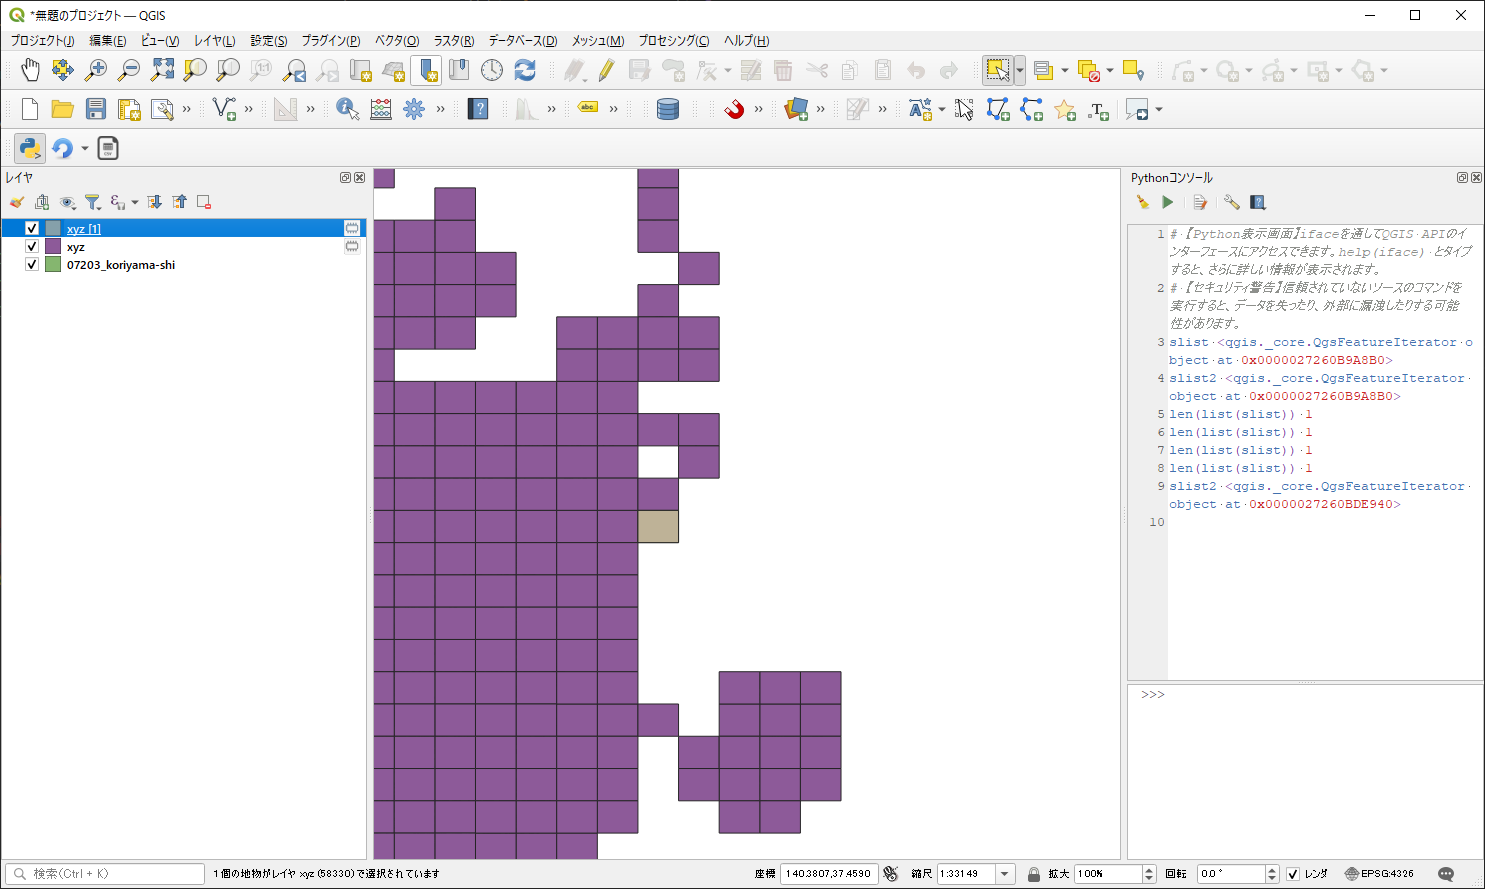 *無題のプロジェクト — QGIS
プロジェクト(J) 編集(E) ビュー(V) レイヤ(L) 設定(S) プラグイン(P) ベクタ(O) ラスタ(R) データベース(D) メッシュ(M) プロセシング(C) ヘルプ(H)
レイヤ
xyz [1]
xyz
07203_koriyama-shi
Pythonコンソール
1 #·【Python表示画面】ifaceを通してQGIS·APIのイ
ンターフェースにアクセスできます。help(iface)·とタイプ
すると、さらに詳しい情報が表示されます。
2 #·【セキュリティ警告】信頼されていないソースのコマンドを
実行すると、データを失ったり、外部に漏洩したりする可能
性があります。
3 slist·<qgis._core.QgsFeatureIterator·o
bject·at·0x0000027260B9A8B0>
4 slist2·<qgis._core.QgsFeatureIterator·
object·at·0x0000027260B9A8B0>
5 len(list(slist))·1
6 len(list(slist))·1
7 len(list(slist))·1
8 len(list(slist))·1
9 slist2·<qgis._core.QgsFeatureIterator·
object·at·0x0000027260BDE940>
10
>>>
検索(Ctrl + K) 1個の地物がレイヤ xyz (58330) で選択されています 座標 140.3807,37.4590 縮尺 1:33149 拡大 100% 回転 0.0 ° レンダ EPSG:4326